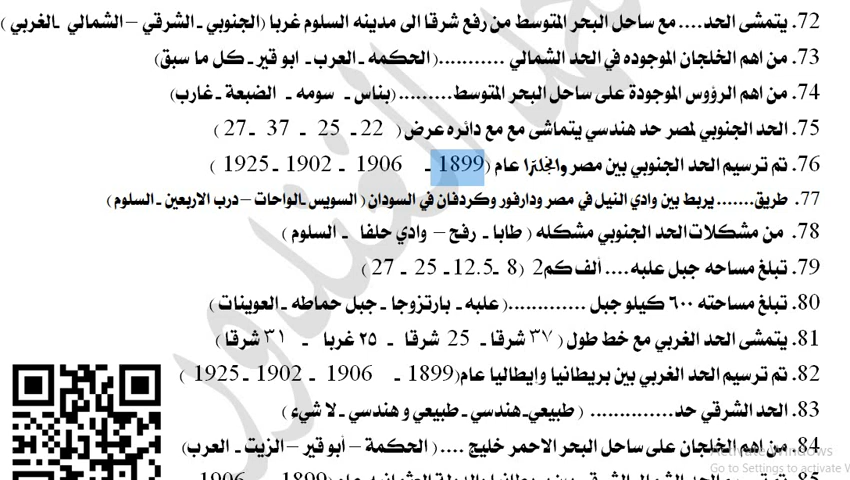 72. يتمشى الحد.... مع ساحل البحر المتوسط من رفع شرقا الى مدينه السلوم غربا (الجنوبي ـ الشرقي – الشمالي ـ الغربي )
73. من اهم الخلجان الموجوده في الحد الشمالي ...........( الحكمه ـ العرب ـ ابو قير ـ كل ما سبق)
74. من اهم الرؤوس الموجودة على ساحل البحر المتوسط.........(بناس ـ سومه ـ الضبعة ـ غارب)
75. الحد الجنوبي لمصر حد هندسي يتماشى مع مع دائره عرض( 22 ـ 25 ـ 37 ـ 27 )
76. تم ترسيم الحد الجنوبي بين مصر وانجلترا عام (1899 ـ 1906 ـ 1902 ـ 1925 )
77. طريق.......يربط بين وادي النيل في مصر ودارفور وكردفان في السودان ( السويس ـ الواحات – درب الاربعين ـ السلوم )
78. من مشكلات الحد الجنوبي مشكله ( طابا ـ رفح – وادي حلفا ـ السلوم )
79. تبلغ مساحه جبل علبه.... ألف كم2 (8 ـ 12.5 ـ 25 ـ 27 )
80. تبلغ مساحته ٦٠٠ كيلو جبل .............( علبه ـ بارتزوجا ـ جبل حماطه ـ العوينات )
81. يتمشى الحد الغربي مع خط طول ( ٣٧ شرقا ـ 25 شرقا ـ ٢٥ غربا ـ ٣١ شرقا )
82. تم ترسيم الحد الغربي بين بريطانيا وايطاليا عام(1899 ـ 1906 ـ 1902 ـ 1925 )
83. الحد الشرقي حد.............. ( طبيعي ـ هندسي ـ طبيعي و هندسي ـ لا شيء )
84. من اهم الخلجان على ساحل البحر الاحمر خليج .... ( الحكمة – أبو قير – الزيت ـ العرب)
Go to Settings to activate